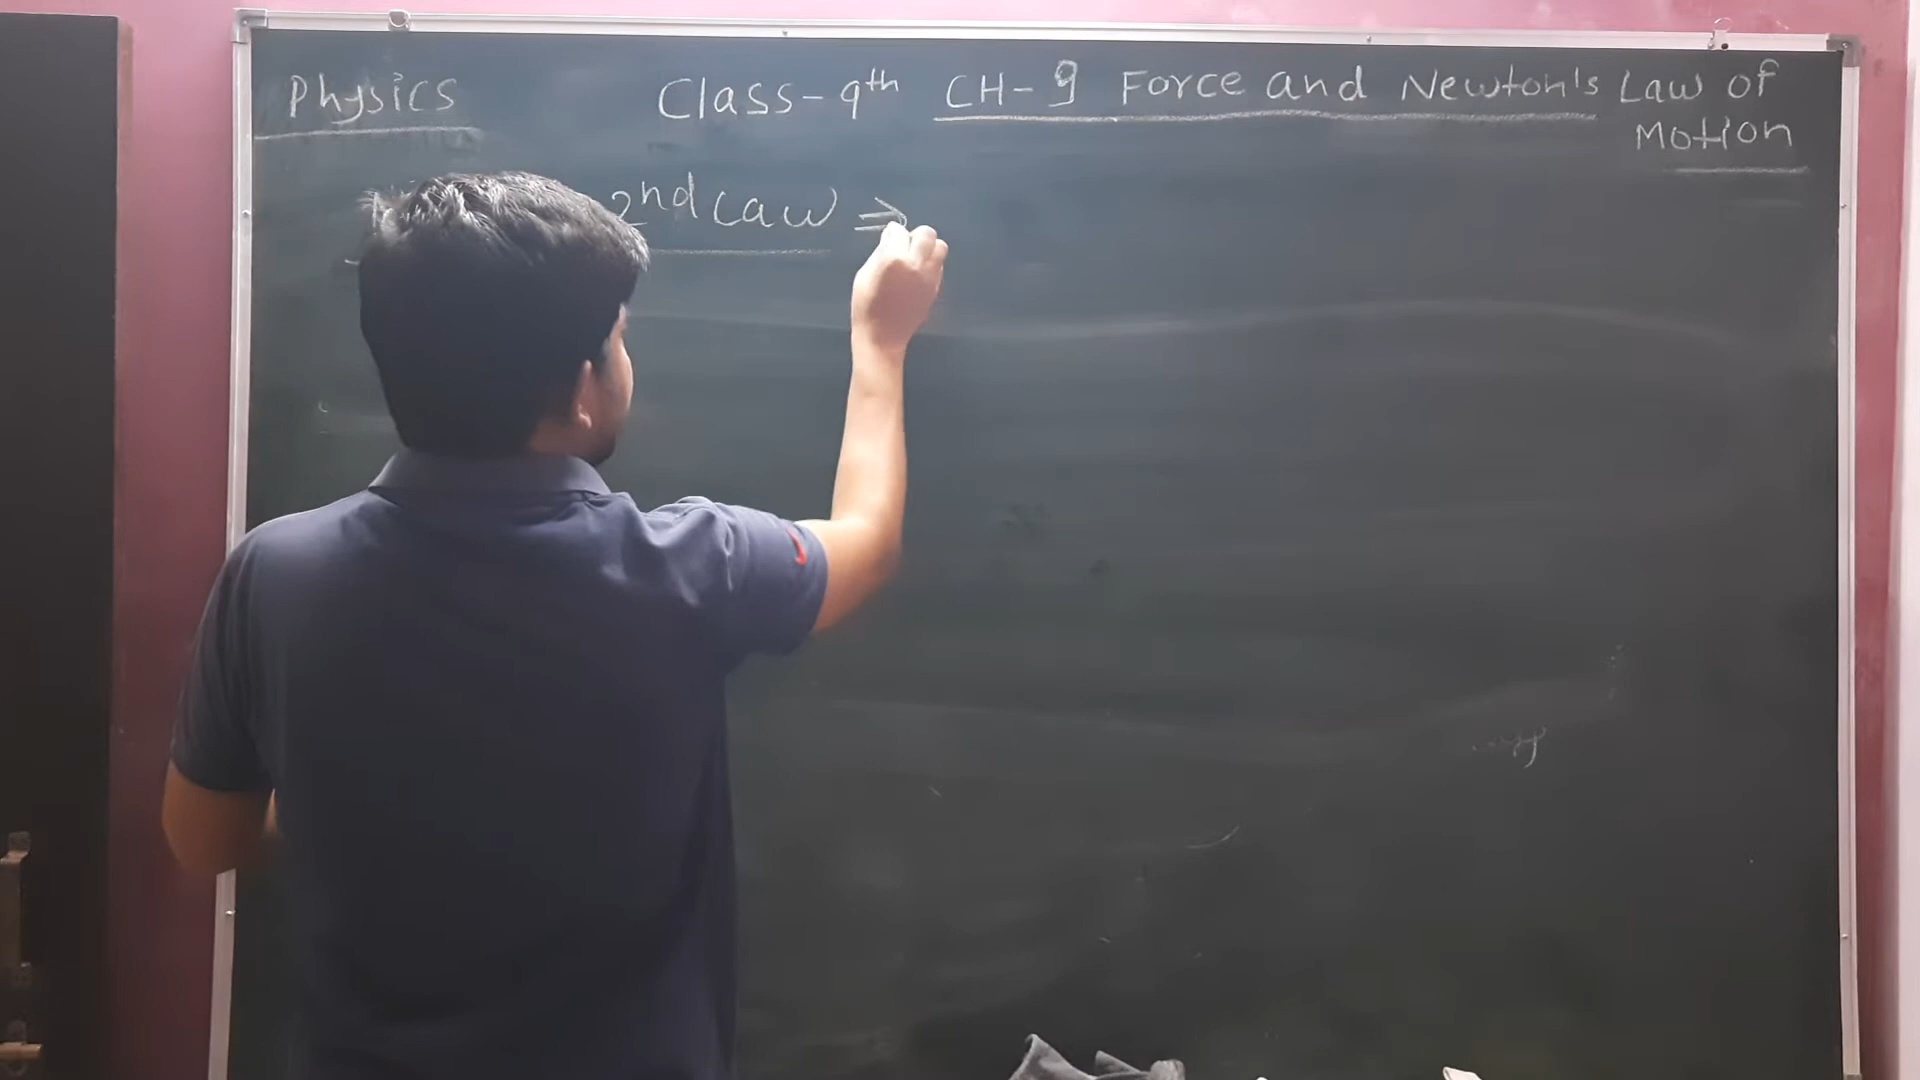 Physics Class-9th CH-9 Force and Newton's Law of
Motion
2nd Law ⇒